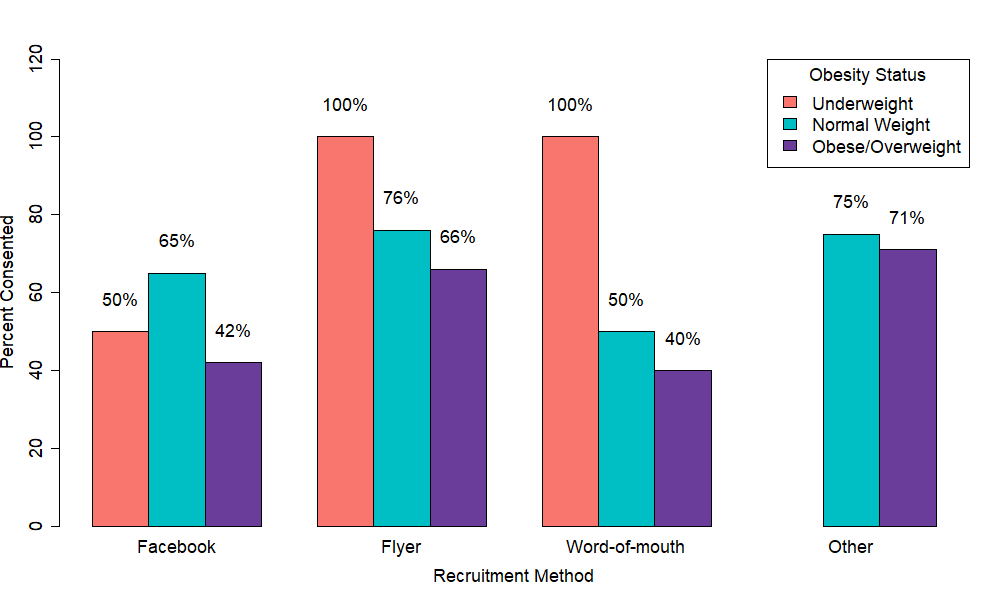 Obesity Status
Underweight
Normal Weight
Obese/Overweight
Percent Consented
120
100
80
60
40
20
0
50%
65%
42%
100%
76%
66%
100%
50%
40%
75%
71%
Facebook
Flyer
Word-of-mouth
Other
Recruitment Method